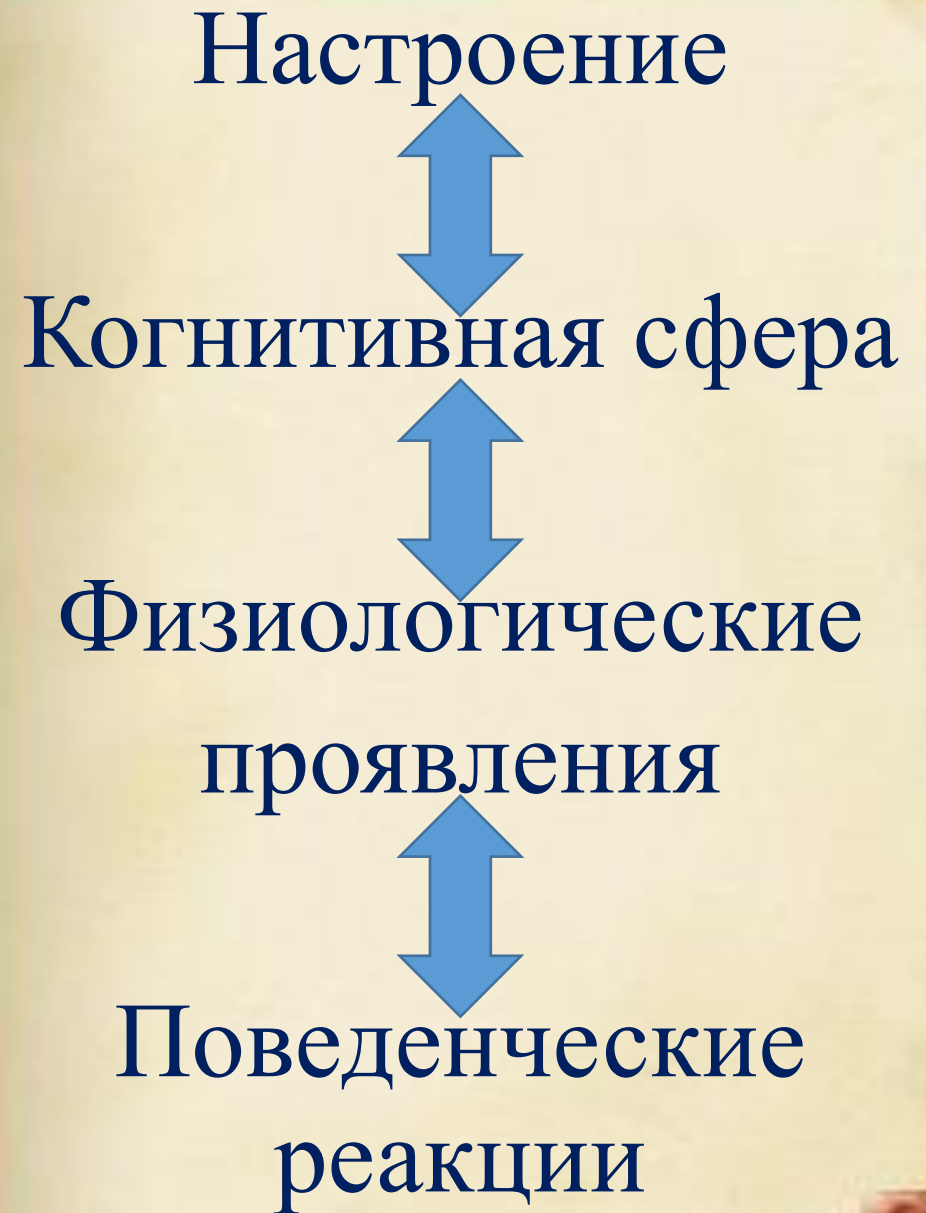 Настроение
Когнитивная сфера
Физиологические
проявления
Поведенческие
реакции